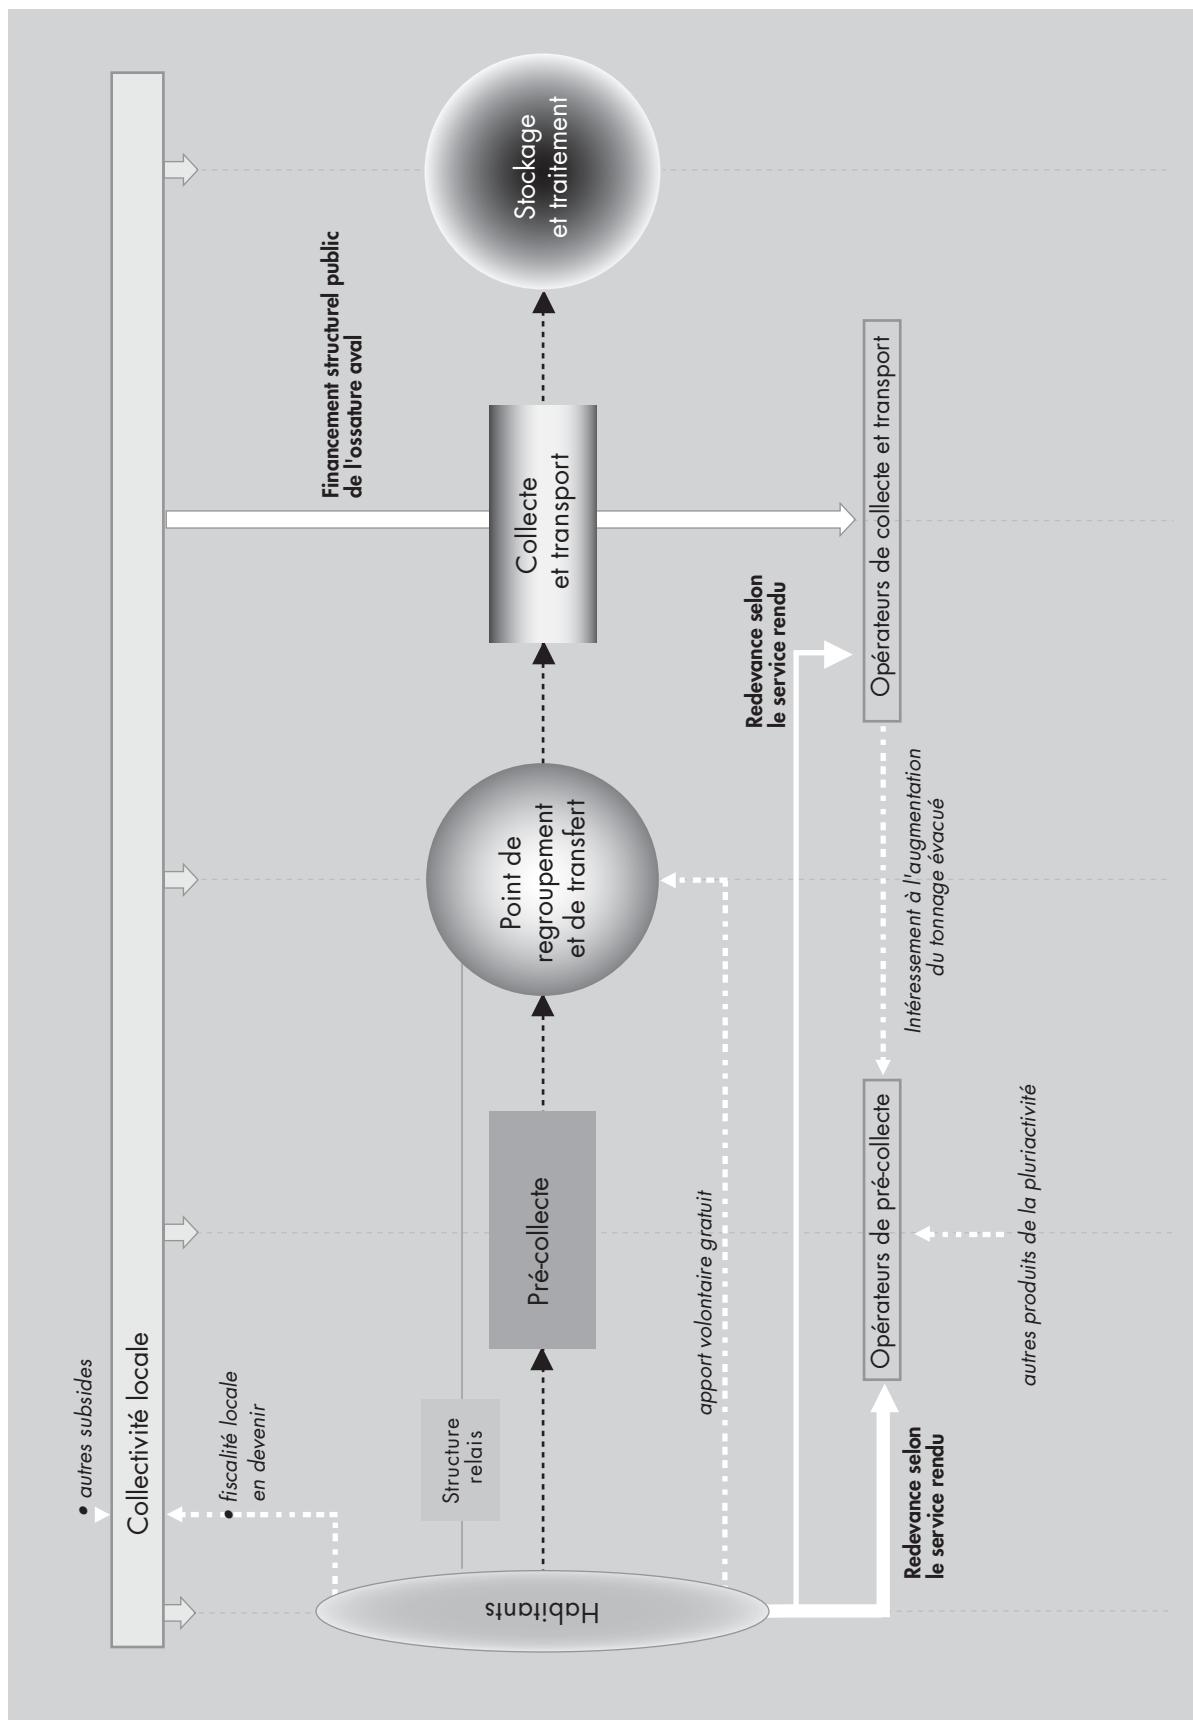 • autres subsides
Collectivité locale
• fiscalité locale
en devenir
Financement structurel public
de l'ossature aval
Habitants
Structure
relais
Pré-collecte
Point de
regroupement
et de transfert
Collecte
et transport
Stockage
et traitement
apport volontaire gratuit
Redevance selon
le service rendu
Opérateurs de pré-collecte
Opérateurs de collecte et transport
Redevance selon
le service rendu
Intéressement à l'augmentation
du tonnage évacué
autres produits de la pluriactivité